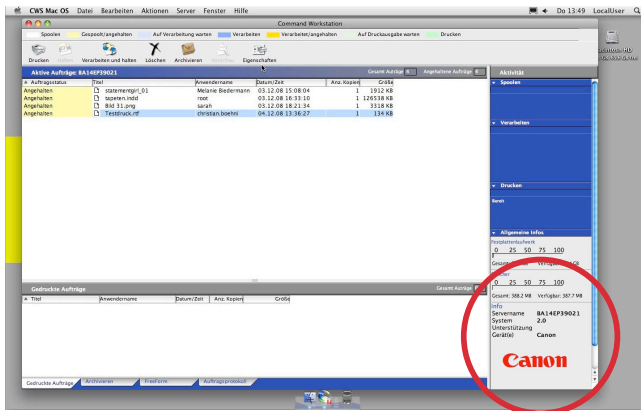 CWS Mac OS Datei Bearbeiten Aktionen Server Fenster Hilfe Do 13:49 LocalUser
Command Workstation
Spoolen Gespoolt/angehalten Auf Verarbeitung warten Verarbeiten Verarbeitet/angehalten Auf Druckausgabe warten Drucken
Drucken Halten Verarbeiten und halten Löschen Archivieren Eigenschaften
Macintosh HD
Aktive Aufträge: BA14EP39021 Gesamt Aufträge 4 Angehaltene Aufträge 4 Aktivität
Auftragsstatus Titel Anwendername Datum/Zeit Anz. Kopien Größe Spoolen
Angehalten statementgirl_01 Melanie Biedermann 03.12.08 15:08:04 1 1912 KB
Angehalten tapeten.indd root 03.12.08 16:33:10 1 126538 KB
Angehalten Bild 31.png sarah 03.12.08 18:21:34 1 3318 KB
Angehalten Testdruck.rtf christian.boehni 04.12.08 13:36:27 1 134 KB
Verarbeiten
Drucken
Bereit
Allgemeine Infos
Festplattenlaufwerk
0 25 50 75 100
Gesamt: Verfügbar: GB
Gedruckte Aufträge Gesamt Aufträge
0 25 50 75 100
Titel Anwendername Datum/Zeit Anz. Kopien Größe
Gesamt: 388.2 MB Verfügbar: 387.7 MB
Info
Servername BA14EP39021
System 2.0
Unterstützung
Gerät(e) Canon
Canon
Gedruckte Aufträge Archivieren FreeForm Auftragsprotokoll